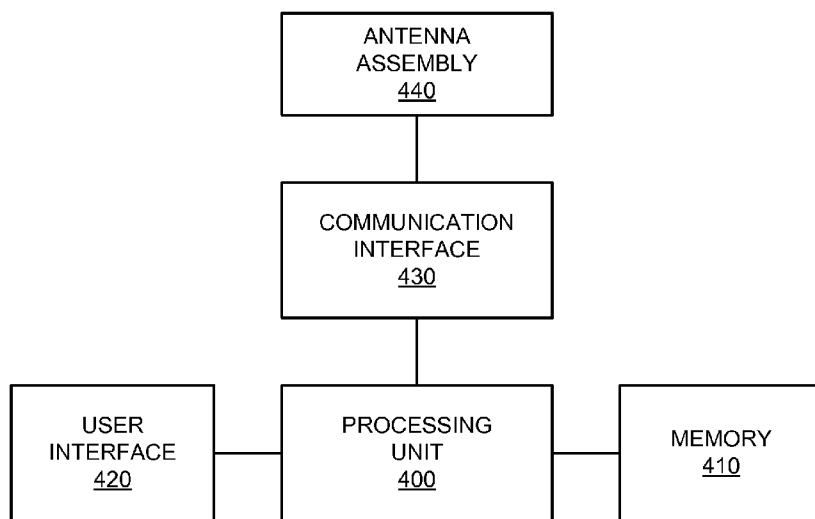 ANTENNA
ASSEMBLY
440
COMMUNICATION
INTERFACE
430
USER
INTERFACE
420
PROCESSING
UNIT
400
MEMORY
410